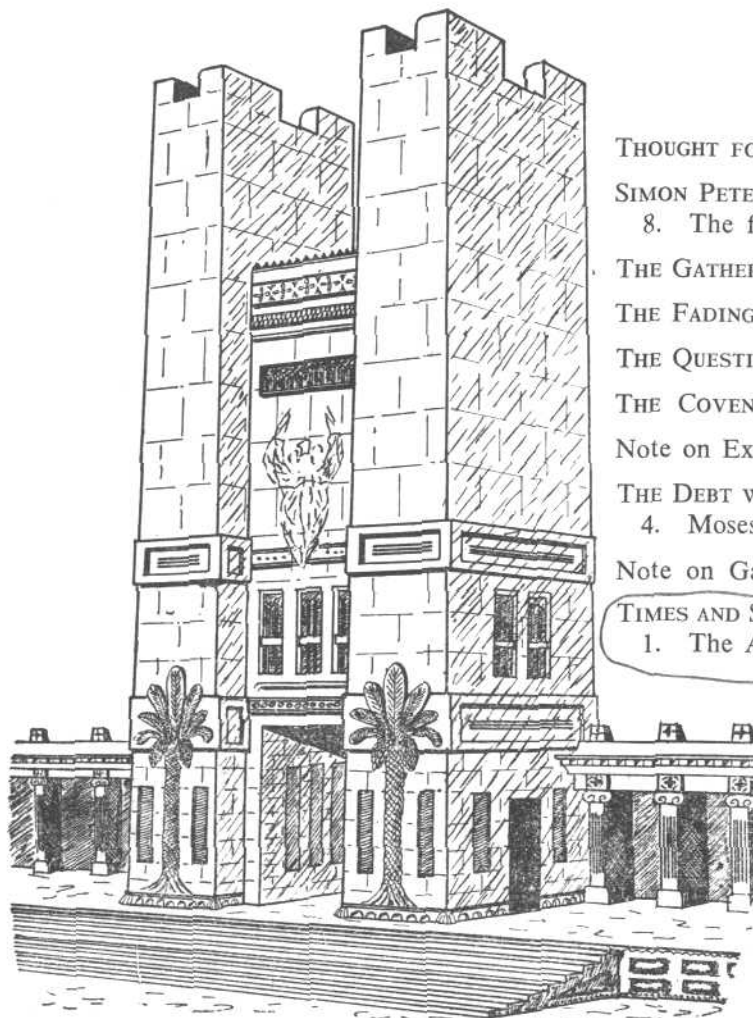 THOUGHT FO
SIMON PETE
8. The f
THE GATHER
THE FADING
THE QUESTI
THE COVEN
Note on Ex
THE DEBT W
4. Moses
Note on Ga
TIMES AND S
1. The A